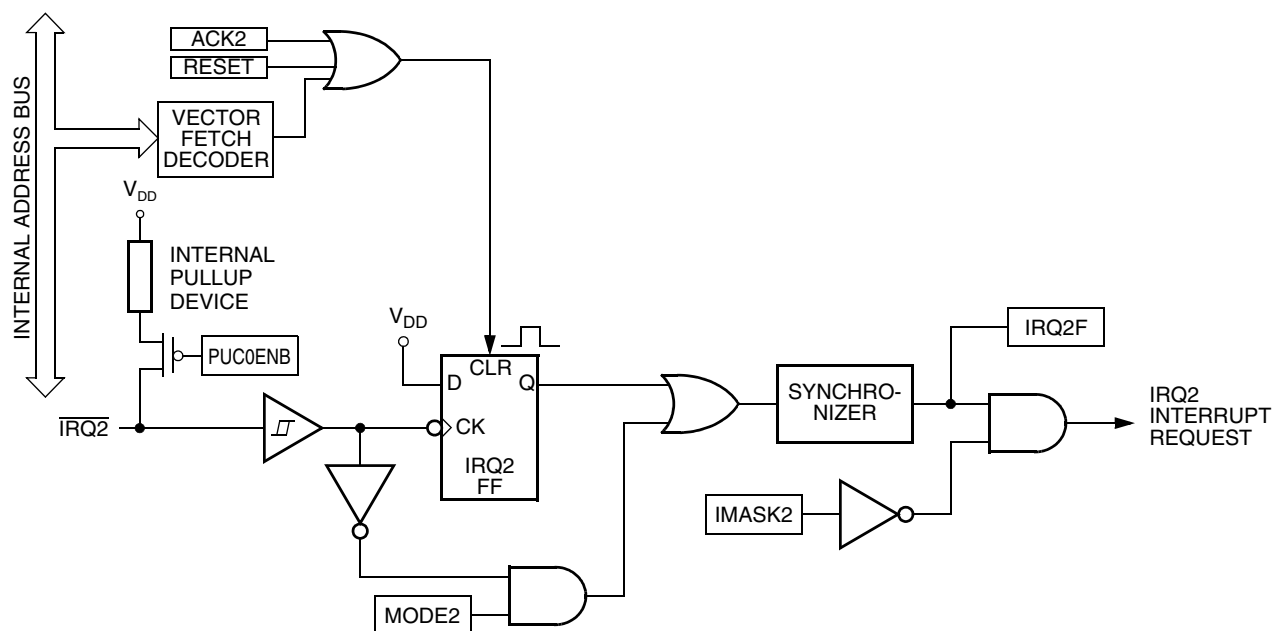 INTERNAL ADDRESS BUS
ACK2
RESET
VECTOR
FETCH
DECODER
VDD
INTERNAL
PULLUP
DEVICE
PUC0ENB
IRQ2
VDD
D
CLR
Q
CK
IRQ2
FF
SYNCHRO-
NIZER
IRQ2F
IRQ2
INTERRUPT
REQUEST
IMASK2
MODE2